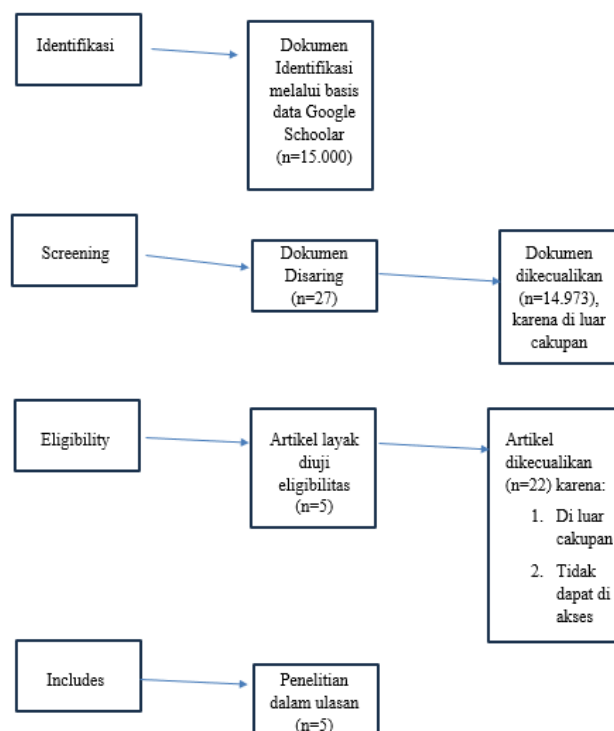 Identifikasi
Dokumen
Identifikasi
melalui basis
data Google
Schoolar
(n=15.000)
Screening
Dokumen
Disaring
(n=27)
Dokumen
dikecualikan
(n=14.973),
karena di luar
cakupan
Eligibility
Artikel layak
diuji
eligibilitas
(n=5)
Artikel
dikecualikan
(n=22) karena:
1. Di luar
cakupan
2. Tidak
dapat di
akses
Includes
Penelitian
dalam ulasan
(n=5)